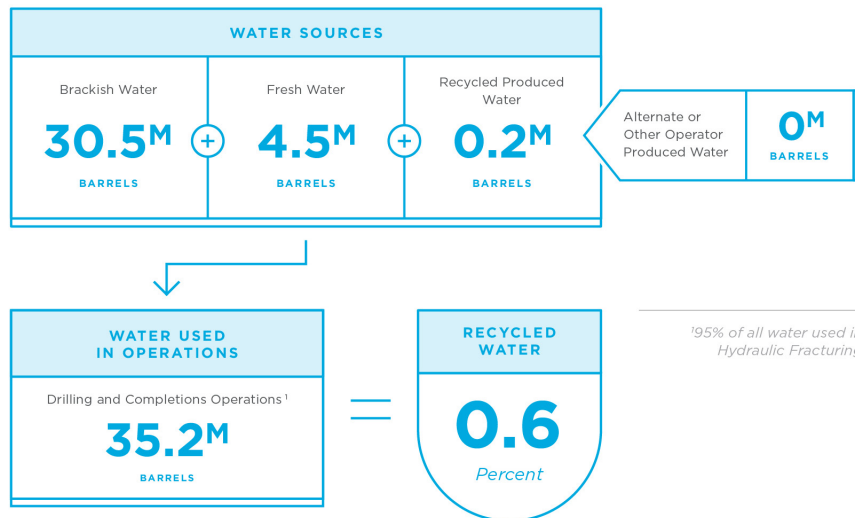 WATER SOURCES
Brackish Water
30.5M
BARRELS
+
Fresh Water
4.5M
BARRELS
+
Recycled Produced
Water
0.2M
BARRELS
Alternate or
Other Operator
Produced Water
0M
BARRELS
WATER USED
IN OPERATIONS
Drilling and Completions Operations¹
35.2M
BARRELS
=
RECYCLED
WATER
0.6
Percent
¹95% of all water used i
Hydraulic Fracturing